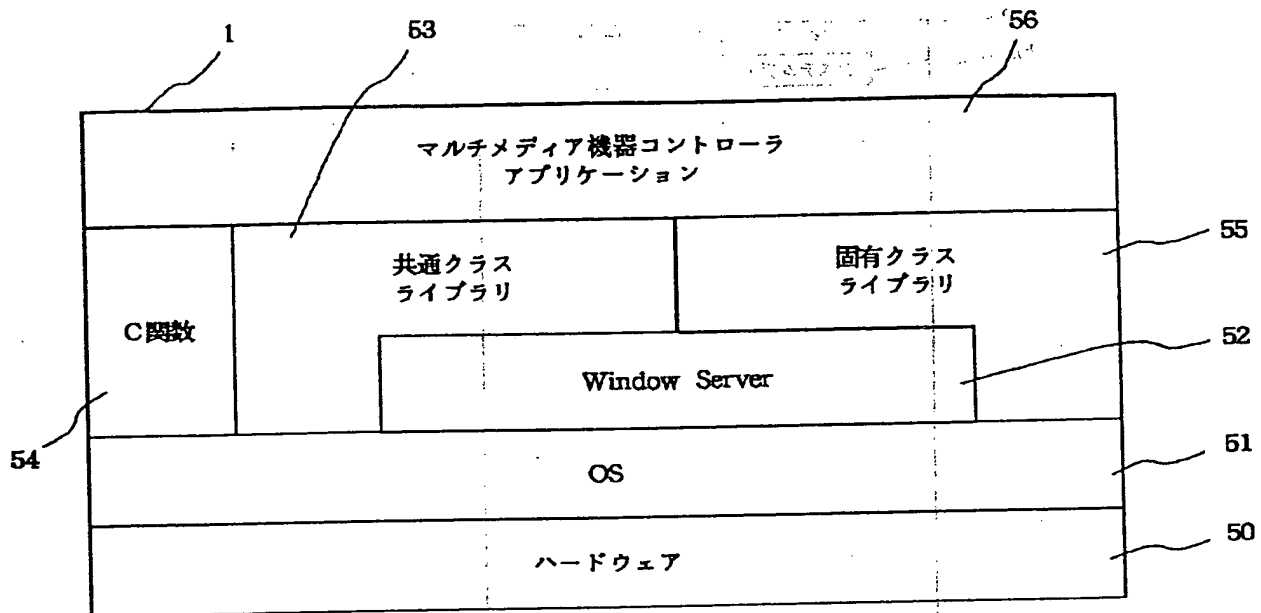 1
53
56
マルチメディア機器コントローラ
アプリケーション
共通クラス
ライブラリ
固有クラス
ライブラリ
55
C関数
Window Server
52
54
OS
51
ハードウェア
50